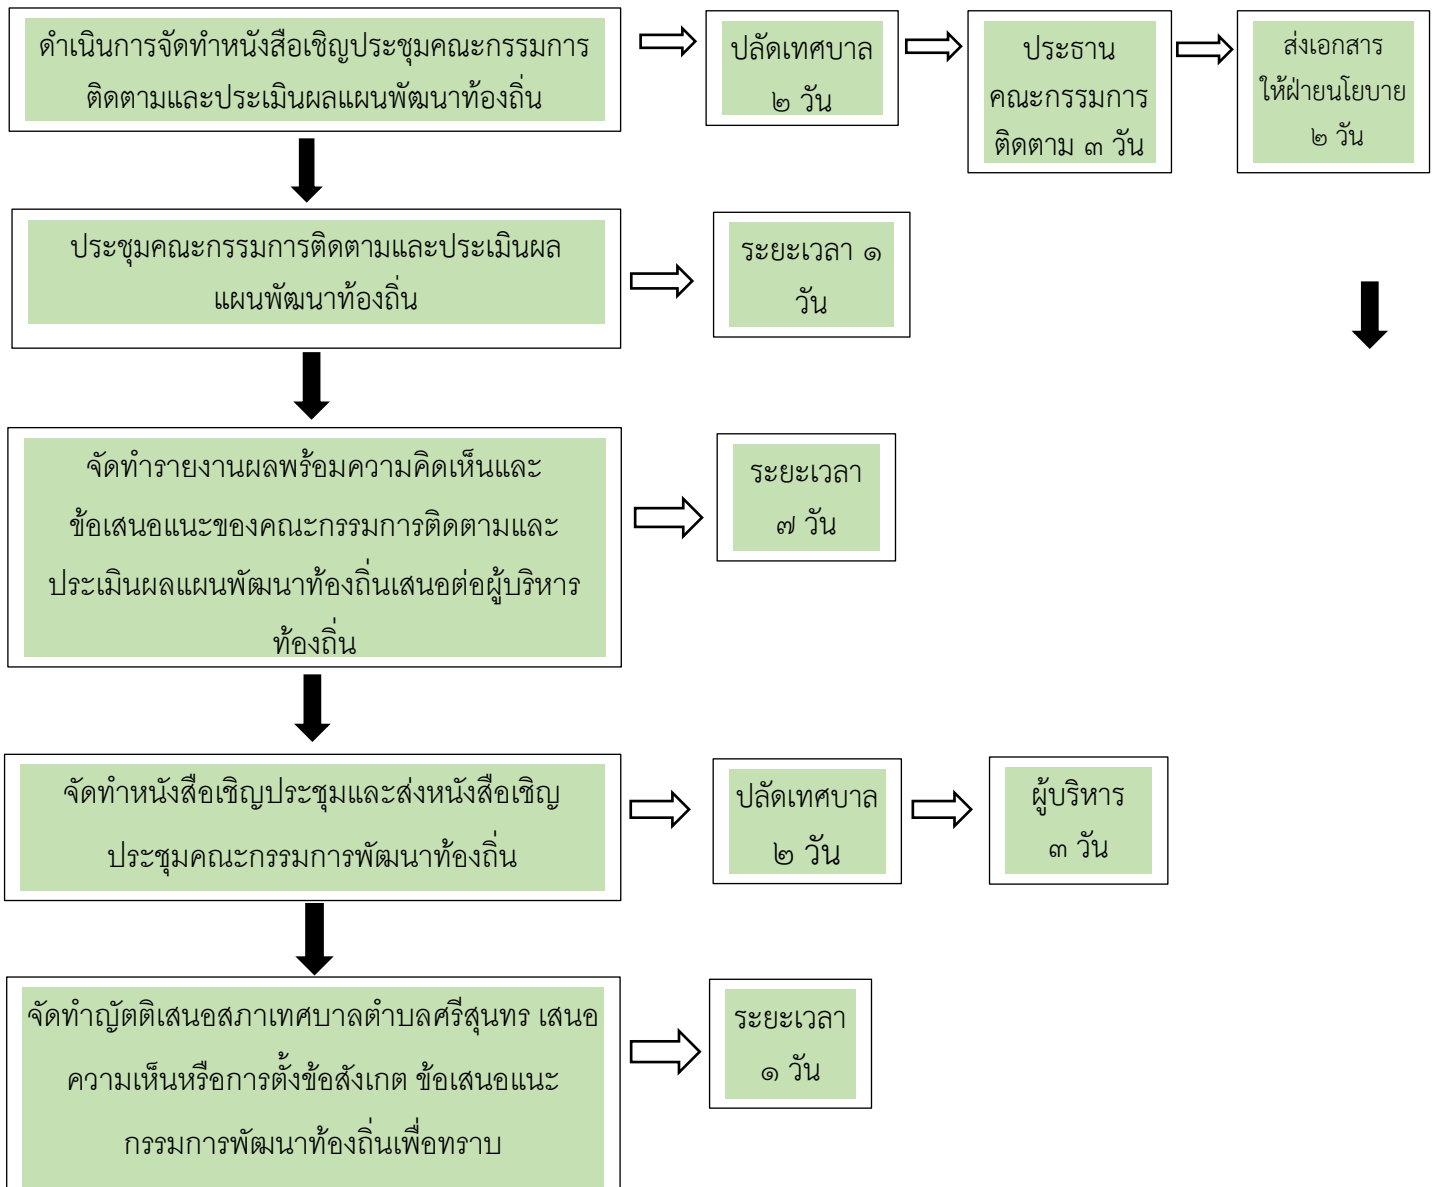 ดำเนินการจัดทำหนังสือเชิญประชุมคณะกรรมการ
ติดตามและประเมินผลแผนพัฒนาท้องถิ่น
ปลัดเทศบาล
๒ วัน
ประธาน
คณะกรรมการ
ติดตาม ๓ วัน
ส่งเอกสาร
ให้ฝ่ายนโยบาย
๒ วัน
ประชุมคณะกรรมการติดตามและประเมินผล
แผนพัฒนาท้องถิ่น
ระยะเวลา ๑
วัน
จัดทำรายงานผลพร้อมความคิดเห็นและ
ข้อเสนอแนะของคณะกรรมการติดตามและ
ประเมินผลแผนพัฒนาท้องถิ่นเสนอต่อผู้บริหาร
ท้องถิ่น
ระยะเวลา
๗ วัน
จัดทำหนังสือเชิญประชุมและส่งหนังสือเชิญ
ประชุมคณะกรรมการพัฒนาท้องถิ่น
ปลัดเทศบาล
๒ วัน
ผู้บริหาร
๓ วัน
จัดทำญัตติเสนอสภาเทศบาลตำบลศรีสุนทร เสนอ
ความเห็นหรือการตั้งข้อสังเกต ข้อเสนอแนะ
กรรมการพัฒนาท้องถิ่นเพื่อทราบ
ระยะเวลา
๑ วัน